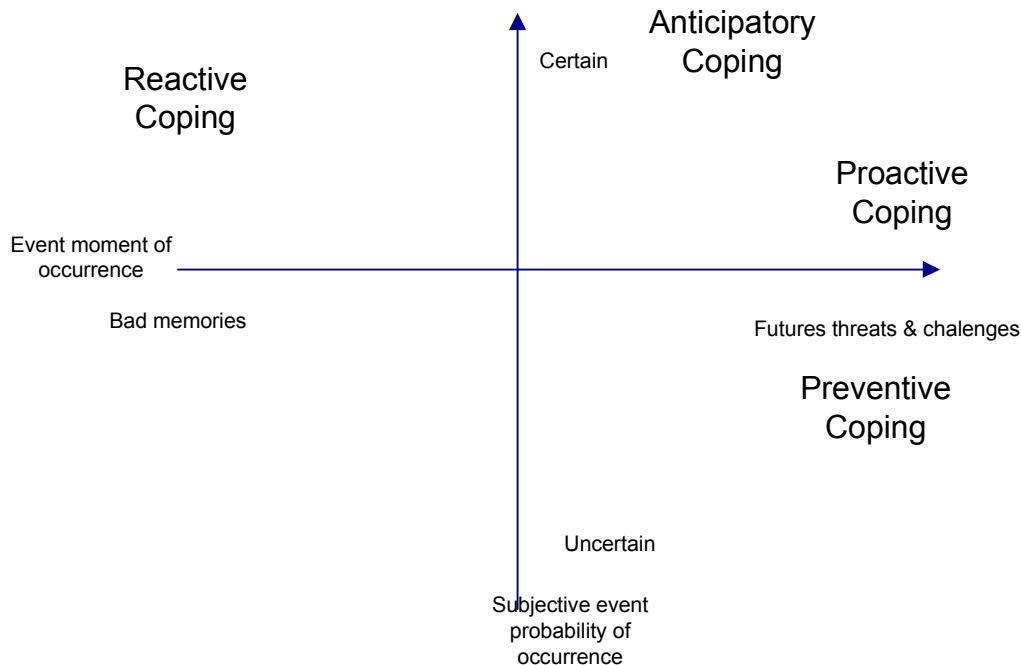 Anticipatory
Coping
Certain
Reactive
Coping
Proactive
Coping
Event moment of
occurrence
Bad memories
Futures threats & chalenges
Preventive
Coping
Uncertain
Subjective event
probability of
occurrence